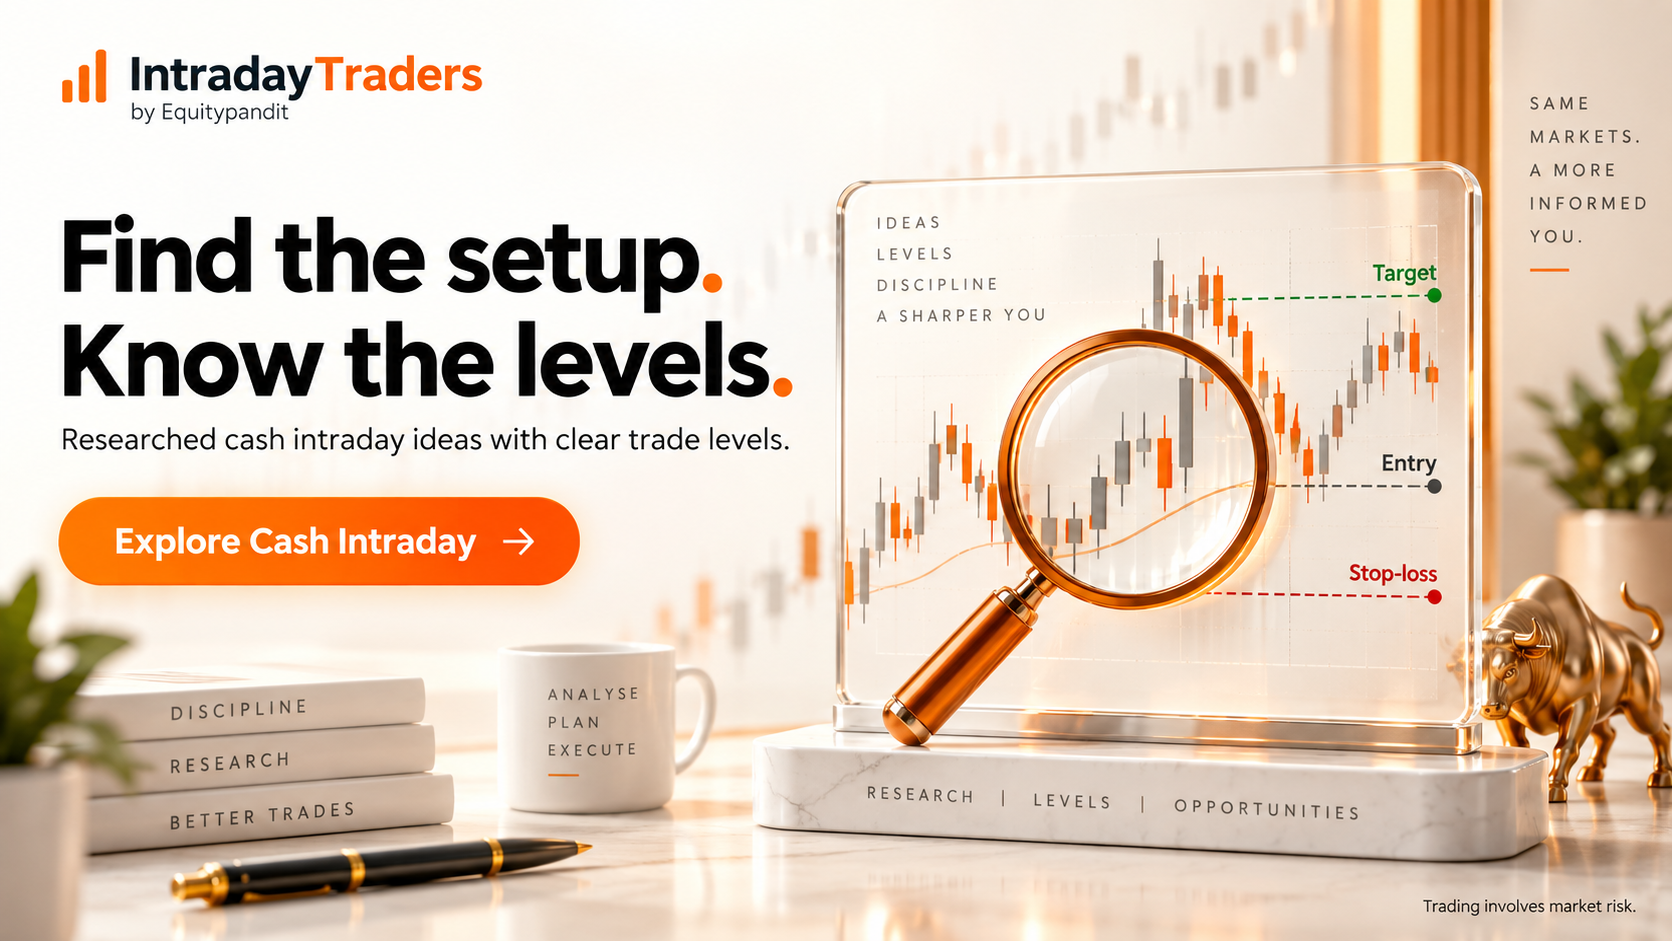 IntradayTraders
by Equitypandit
Find the setup.
Know the levels.
Researched cash intraday ideas with clear trade levels.
Explore Cash Intraday →
DISCIPLINE
RESEARCH
BETTER TRADES
ANALYSE
PLAN
EXECUTE
IDEAS
LEVELS
DISCIPLINE
A SHARPER YOU
Target
Entry
Stop-loss
RESEARCH | LEVELS | OPPORTUNITIES
SAME
MARKETS.
A MORE
INFORMED
YOU.
Trading involves market risk.